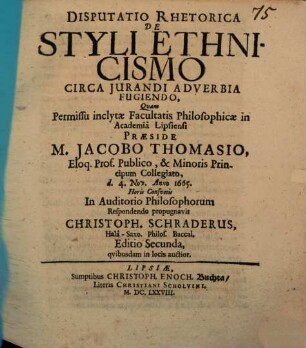 75
DISPUTATIO RHETORICA
DE
STYLI ETHNI-
CISMO
CIRCA JURANDI ADVERBIA
FUGIENDO,
Quam
Permissu inclytæ Facultatis Philosophicæ in
Academiâ Lipsiensi
PRÆSIDE
M. JACOBO THOMASIO,
Eloq. Prof. Publico, & Minoris Prin-
cipum Collegiato,
d. 4. Nov. Anno 1665.
Horis Consvetis
In Auditorio Philosophorum
Respondendo propugnavit
CHRISTOPH. SCHRADERUS,
Halâ-Saxo. Philos. Baccal.
Editio Secunda,
qvibusdam in locis auctior.
LIPSIÆ,
Sumptibus CHRISTOPH. ENOCH. Buchta/
Literis CHRISTIANI SCHOLVINI.
M. DC. LXXVIII.